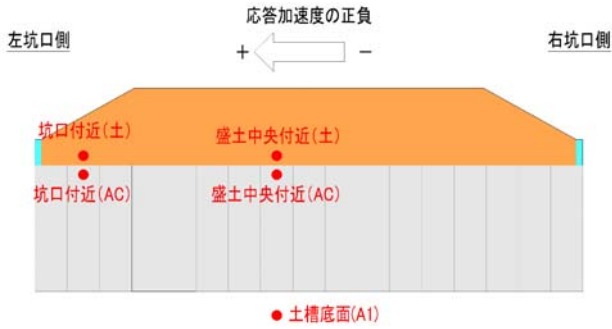 応答加速度の正負
左坑口側
+
−
右坑口側
坑口付近(土)
盛土中央付近(土)
坑口付近(AC)
盛土中央付近(AC)
土槽底面(A1)